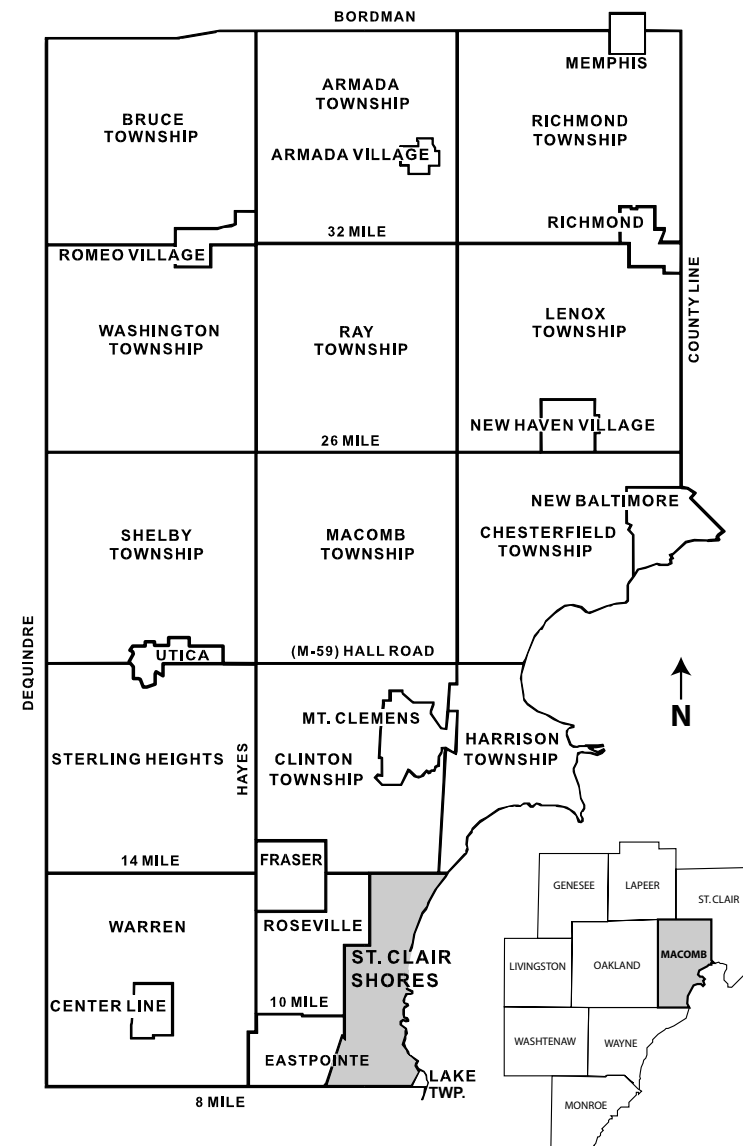 BORDMAN
MEMPHIS
ARMADA
TOWNSHIP
BRUCE
TOWNSHIP
RICHMOND
TOWNSHIP
ARMADA VILLAGE
RICHMOND
32 MILE
ROMEO VILLAGE
COUNTY LINE
WASHINGTON
TOWNSHIP
RAY
TOWNSHIP
LENOX
TOWNSHIP
NEW HAVEN VILLAGE
26 MILE
NEW BALTIMORE
SHELBY
TOWNSHIP
MACOMB
TOWNSHIP
CHESTERFIELD
TOWNSHIP
DEQUINDRE
UTICA
(M-59) HALL ROAD
N
MT. CLEMENS
STERLING HEIGHTS
HAYES
CLINTON
TOWNSHIP
HARRISON
TOWNSHIP
14 MILE
FRASER
WARREN
ROSEVILLE
ST. CLAIR
SHORES
CENTER LINE
10 MILE
EASTPOINTE
LAKE
TWP.
8 MILE
GENESEE
LAPEER
ST. CLAIR
LIVINGSTON
OAKLAND
MACOMB
WASHTENAW
WAYNE
MONROE